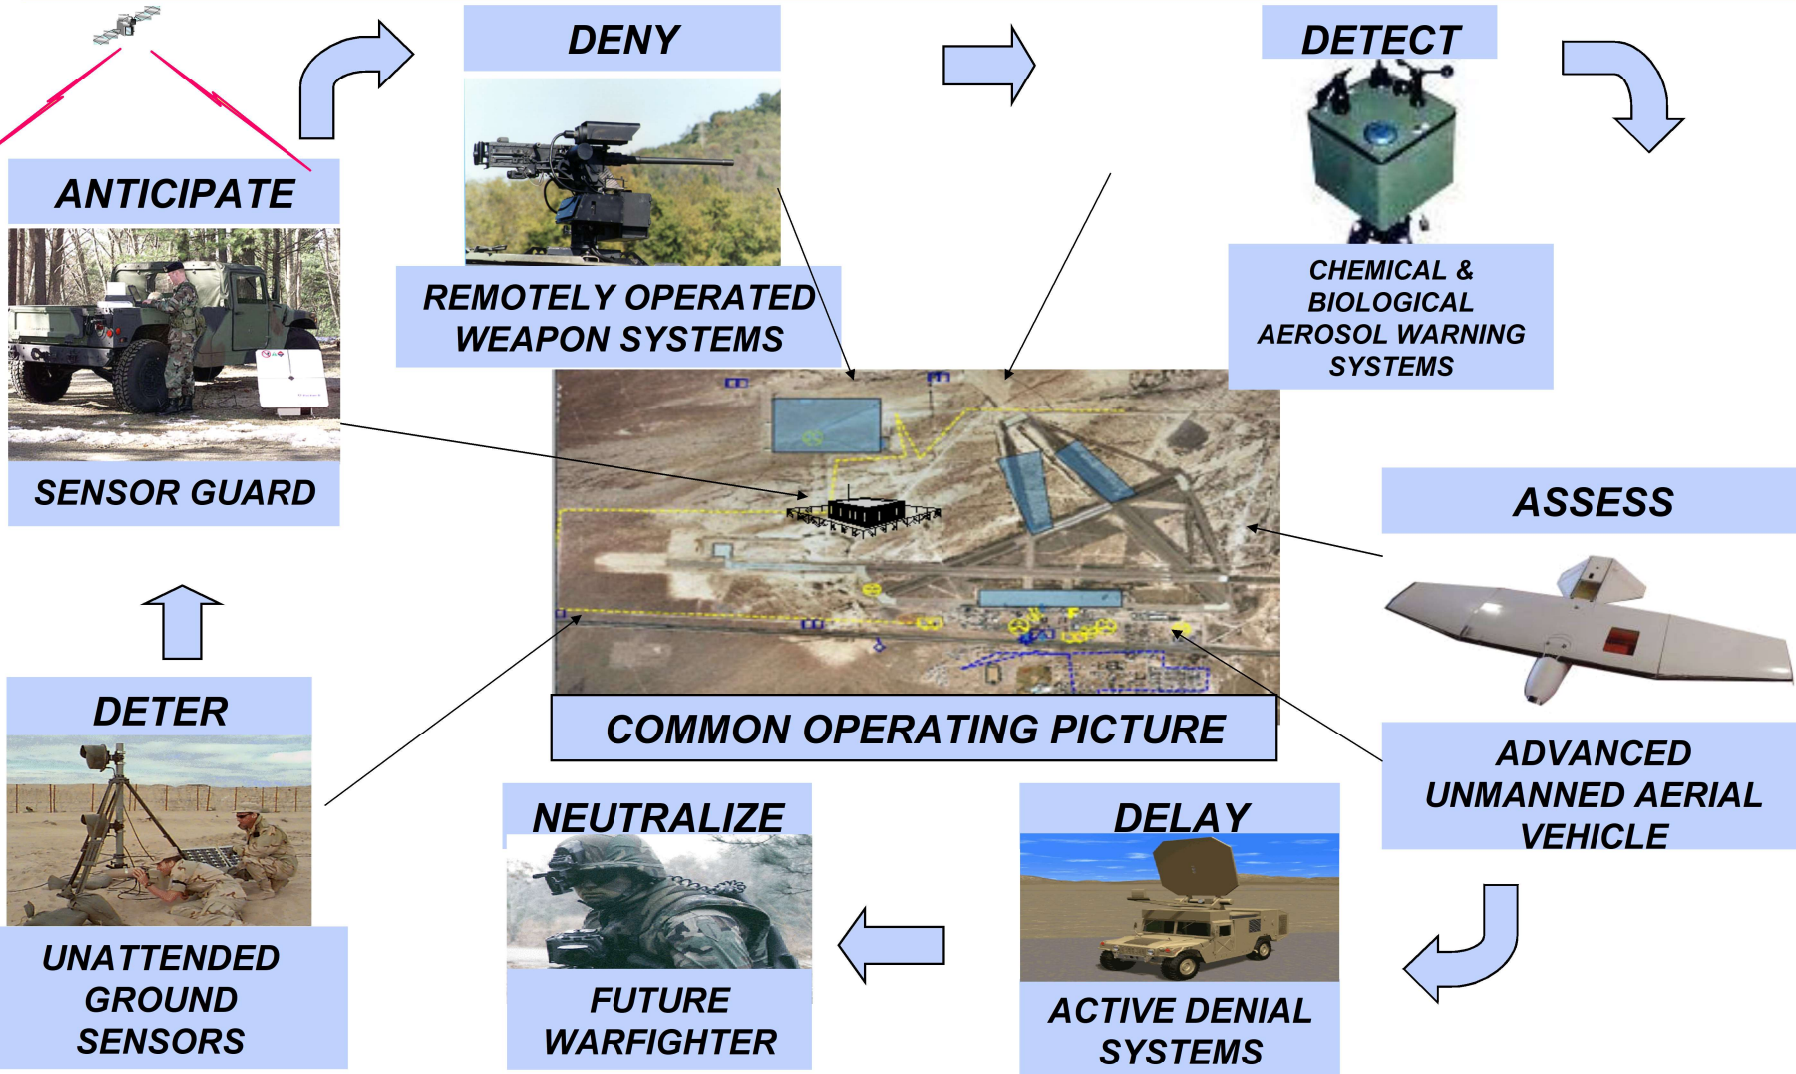 DENY
DETECT
ANTICIPATE
REMOTELY OPERATED
WEAPON SYSTEMS
CHEMICAL &
BIOLOGICAL
AEROSOL WARNING
SYSTEMS
SENSOR GUARD
ASSESS
DETER
COMMON OPERATING PICTURE
ADVANCED
UNMANNED AERIAL
VEHICLE
NEUTRALIZE
DELAY
UNATTENDED
GROUND
SENSORS
FUTURE
WARFIGHTER
ACTIVE DENIAL
SYSTEMS